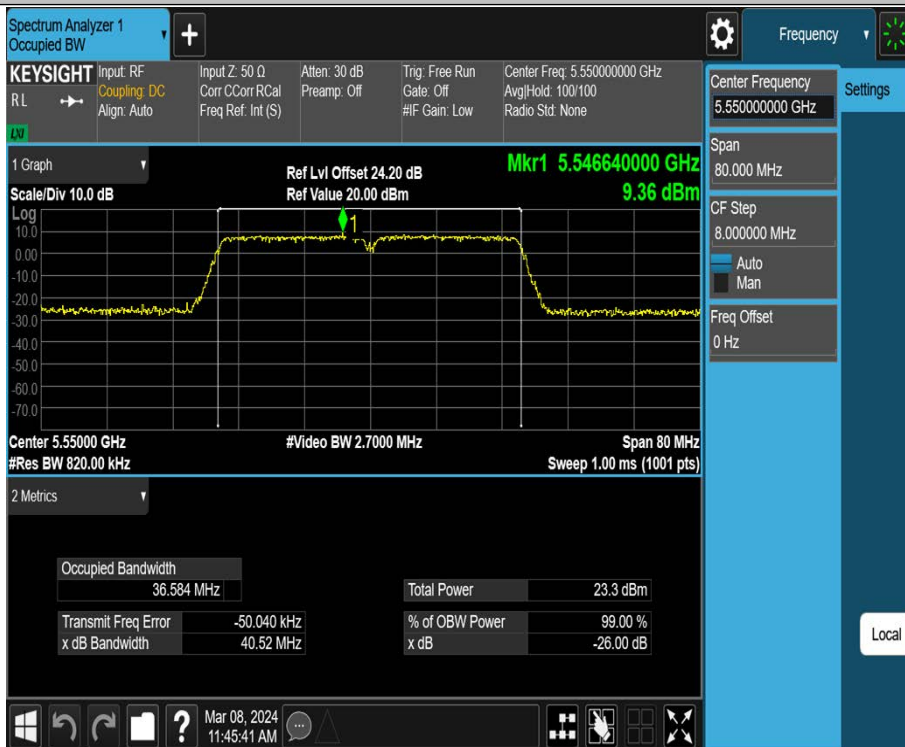 Spectrum Analyzer 1
Occupied BW
+
Frequency
KEYSIGHT
R L
LXI
Input: RF
Coupling: DC
Align: Auto
Input Z: 50 Ω
Corr CCorr RCal
Freq Ref: Int (S)
Atten: 30 dB
Preamp: Off
Trig: Free Run
Gate: Off
#IF Gain: Low
Center Freq: 5.550000000 GHz
Avg|Hold: 100/100
Radio Std: None
Center Frequency
5.550000000 GHz
Settings
Span
80.000 MHz
CF Step
8.000000 MHz
Auto
Man
Freq Offset
0 Hz
Local
1 Graph
Scale/Div 10.0 dB
Ref Lvl Offset 24.20 dB
Ref Value 20.00 dBm
Mkr1 5.546640000 GHz
9.36 dBm
Log
10.0
0.00
-10.0
-20.0
-30.0
-40.0
-50.0
-60.0
-70.0
1
Center 5.55000 GHz
#Video BW 2.7000 MHz
Span 80 MHz
#Res BW 820.00 kHz
Sweep 1.00 ms (1001 pts)
2 Metrics
Occupied Bandwidth
36.584 MHz
Total Power 23.3 dBm
Transmit Freq Error -50.040 kHz
% of OBW Power 99.00 %
x dB Bandwidth 40.52 MHz
x dB -26.00 dB
?
Mar 08, 2024
11:45:41 AM